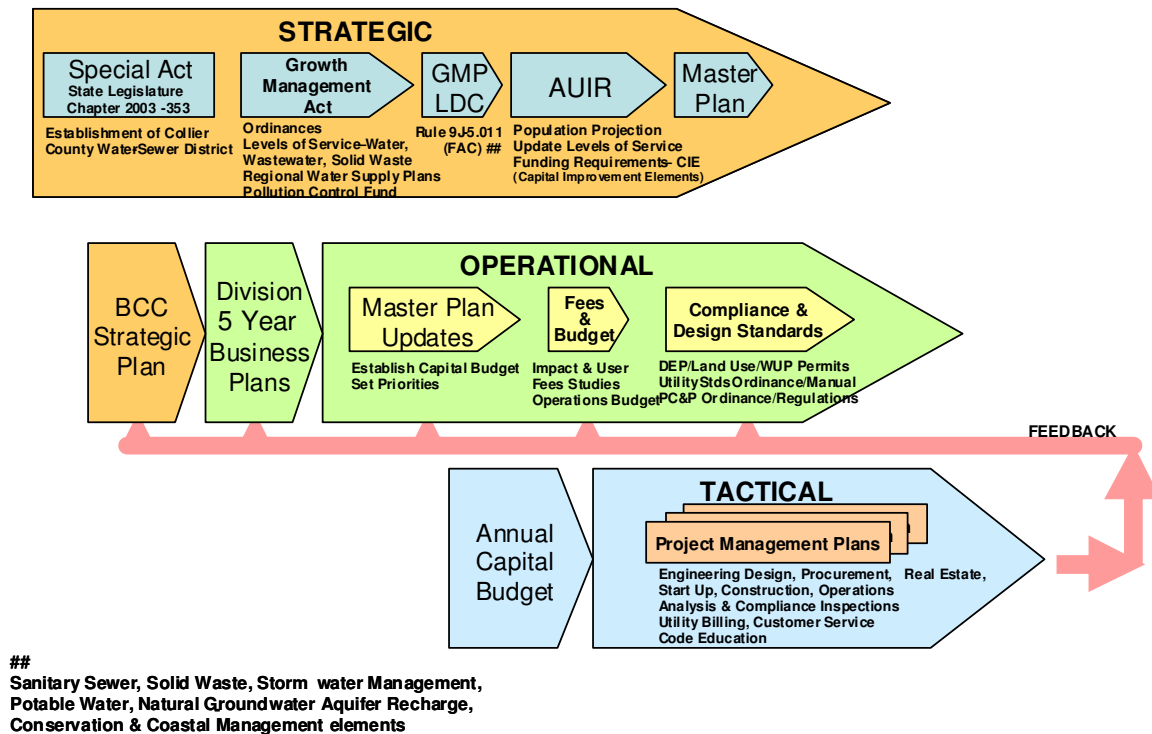 STRATEGIC
Special Act
State Legislature
Chapter 2003 -353
Establishment of Collier
County Water-Sewer District
Growth
Management
Act
Ordinances
Levels of Service–Water,
Wastewater, Solid Waste
Regional Water Supply Plans
Pollution Control Fund
GMP
LDC
Rule 9J-5.011
(FAC) ##
AUIR
Population Projection
Update Levels of Service
Funding Requirements- CIE
(Capital Improvement Elements)
Master
Plan
BCC
Strategic
Plan
Division
5 Year
Business
Plans
OPERATIONAL
Master Plan
Updates
Establish Capital Budget
Set Priorities
Fees
&
Budget
Impact & User
Fees Studies
Operations Budget
Compliance &
Design Standards
DEP/Land Use/WUP Permits
Utility Stds Ordinance/Manual
PC&P Ordinance/Regulations
FEEDBACK
Annual
Capital
Budget
TACTICAL
Project Management Plans
Engineering Design, Procurement, Real Estate,
Start Up, Construction, Operations
Analysis & Compliance Inspections
Utility Billing, Customer Service
Code Education
##
Sanitary Sewer, Solid Waste, Storm water Management,
Potable Water, Natural Groundwater Aquifer Recharge,
Conservation & Coastal Management elements